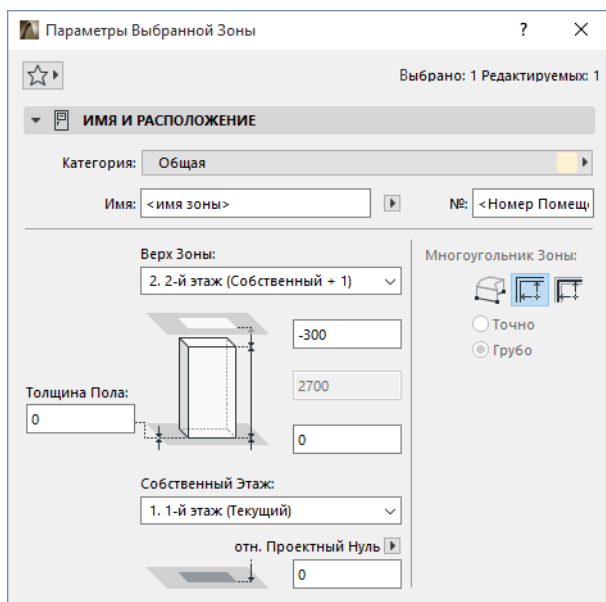 Параметры Выбранной Зоны ?
Выбрано: 1 Редактируемых: 1
ИМЯ И РАСПОЛОЖЕНИЕ
Категория: Общая
Имя: <имя зоны> №: <Номер Помещ
Верх Зоны: Многоугольник Зоны:
2. 2-й этаж (Собственный + 1)
Точно
-300
Грубо
2700
Толщина Пола:
0
0
Собственный Этаж:
1. 1-й этаж (Текущий)
отн. Проектный Нуль
0